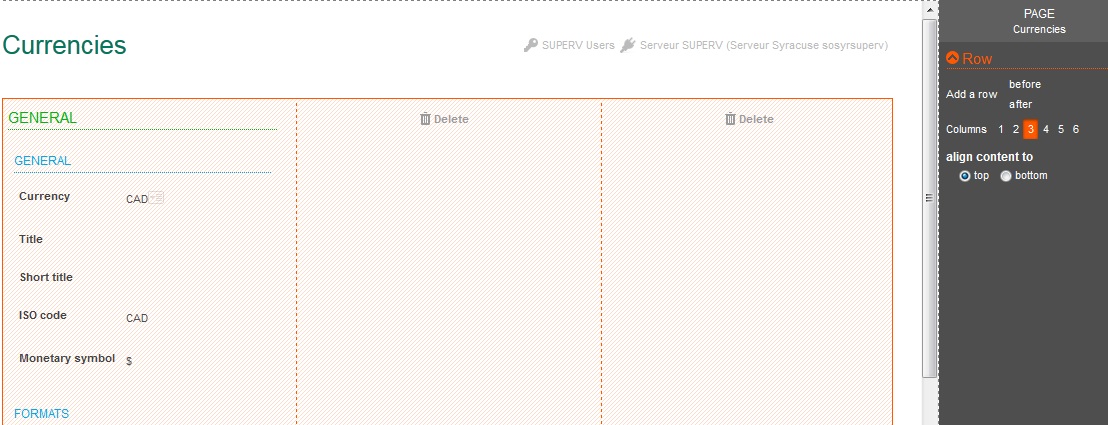 Currencies
SUPERV Users Serveur SUPERV (Serveur Syracuse sosyrsuperv)
GENERAL
Delete
Delete
GENERAL
Currency CAD
Title
Short title
ISO code CAD
Monetary symbol $
FORMATS
PAGE
Currencies
Row
Add a row before
after
Columns 1 2 3 4 5 6
align content to
top bottom